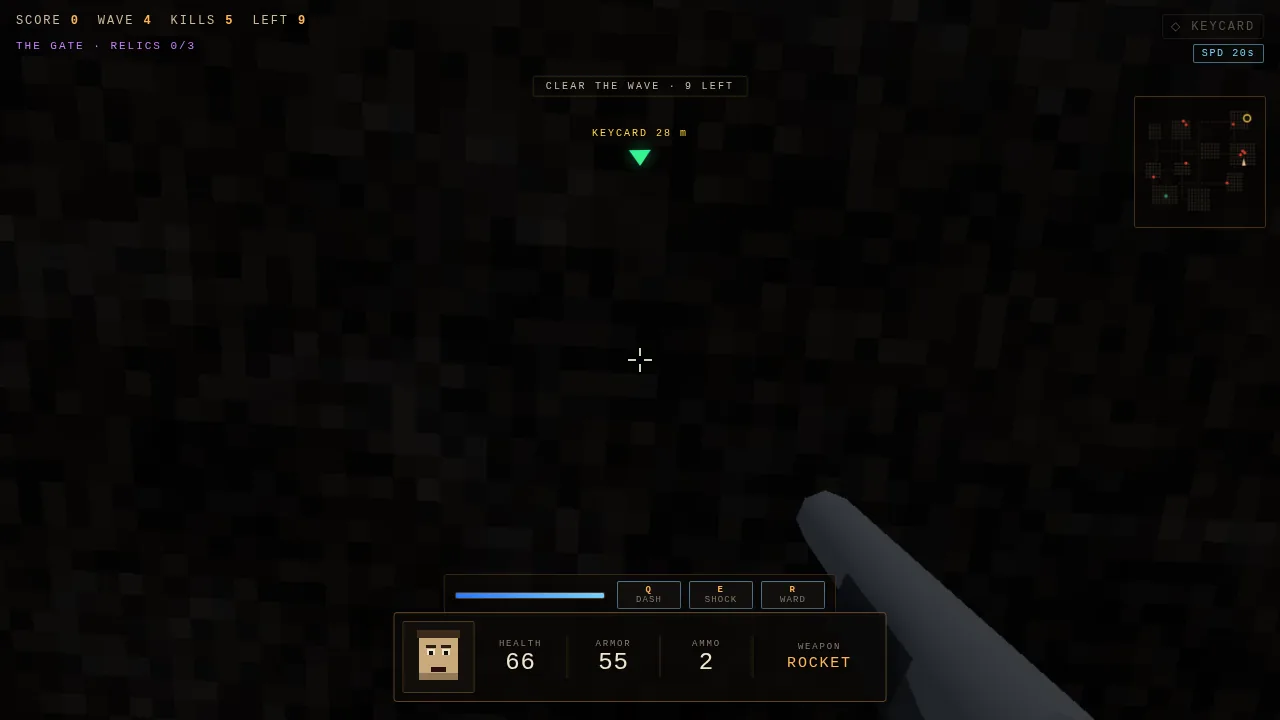 SCORE 0 WAVE 4 KILLS 5 LEFT 9
THE GATE · RELICS 0/3
◇ KEYCARD
SPD 20s
CLEAR THE WAVE · 9 LEFT
KEYCARD 28 m
Q
DASH
E
SHOCK
R
WARD
HEALTH
66
ARMOR
55
AMMO
2
WEAPON
ROCKET